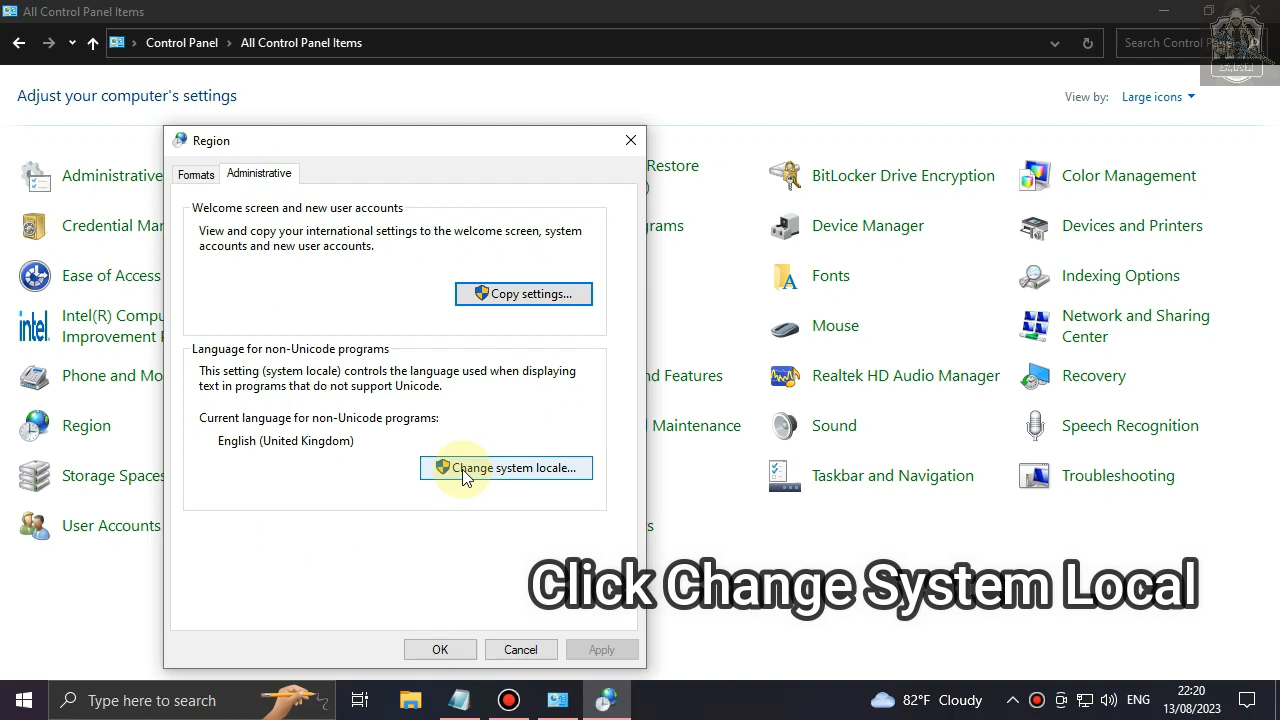 All Control Panel Items
Control Panel
All Control Panel Items
Search Control P
Adjust your computer's settings
View by:
Large icons
Administrative
Restore
)
BitLocker Drive Encryption
Color Management
Credential Mar
grams
Device Manager
Devices and Printers
Ease of Access
Fonts
Indexing Options
Intel(R) Compu
Improvement P
Mouse
Network and Sharing
Center
Phone and Mo
nd Features
Realtek HD Audio Manager
Recovery
Region
Maintenance
Sound
Speech Recognition
Storage Spaces
Taskbar and Navigation
Troubleshooting
User Accounts
s
Region
Formats
Administrative
Welcome screen and new user accounts
View and copy your international settings to the welcome screen, system
accounts and new user accounts.
Copy settings...
Language for non-Unicode programs
This setting (system locale) controls the language used when displaying
text in programs that do not support Unicode.
Current language for non-Unicode programs:
English (United Kingdom)
Change system locale...
OK
Cancel
Apply
Click Change System Local
Type here to search
82°F Cloudy
ENG
22:20
13/08/2023